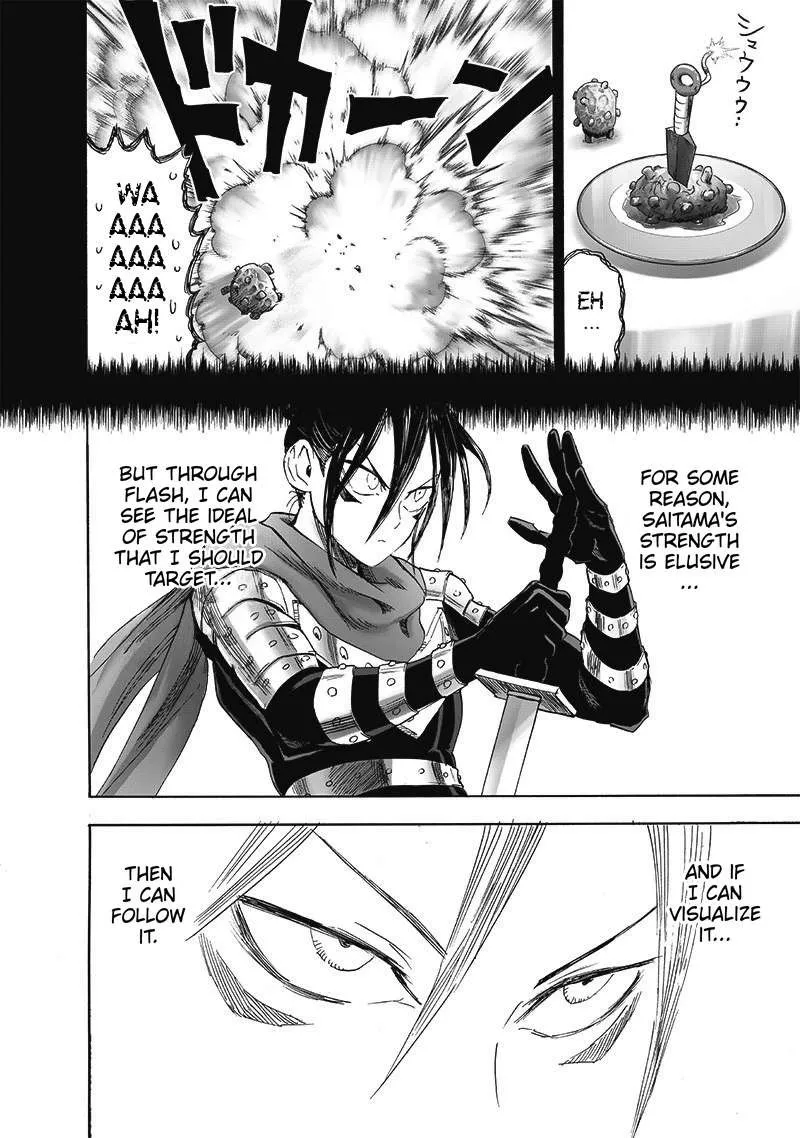 シュウゥゥ…
EH
...
ドカーン
WA
AAA
AAA
AAA
AH!
FOR SOME
REASON,
SAITAMA'S
STRENGTH
IS ELUSIVE
...
BUT THROUGH
FLASH, I CAN
SEE THE IDEAL
OF STRENGTH
THAT I SHOULD
TARGET...
AND IF
I CAN
VISUALIZE
IT...
THEN
I CAN
FOLLOW
IT.